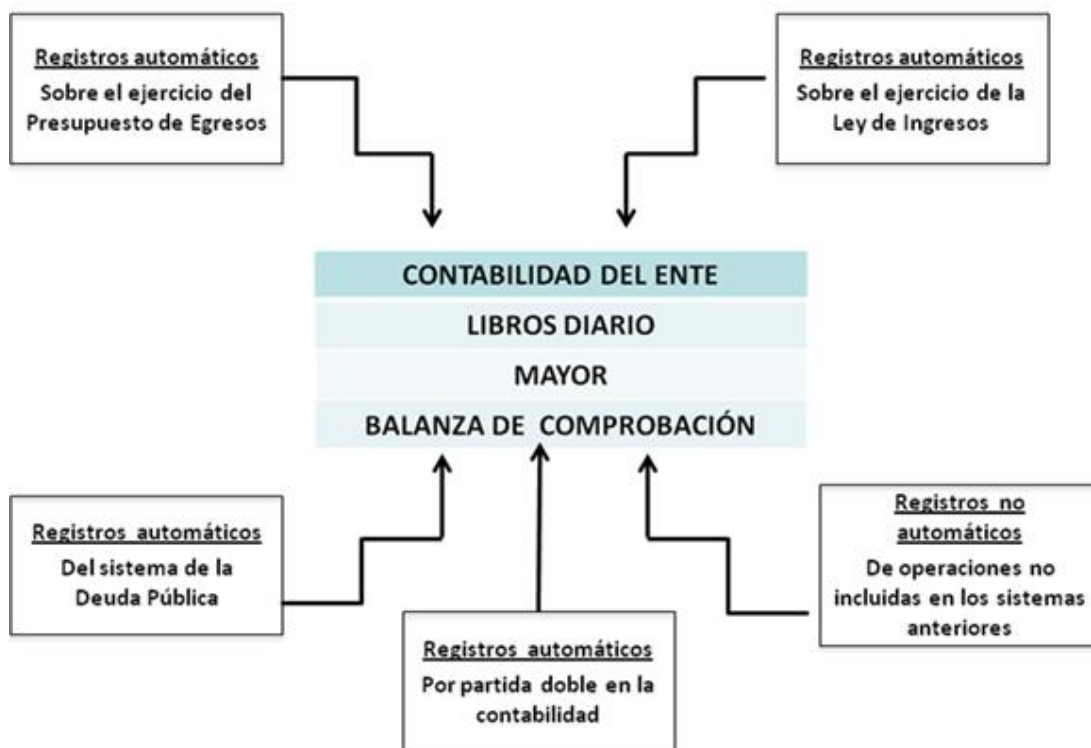 Registros automáticos
Sobre el ejercicio del
Presupuesto de Egresos
Registros automáticos
Sobre el ejercicio de la
Ley de Ingresos
CONTABILIDAD DEL ENTE
LIBROS DIARIO
MAYOR
BALANZA DE COMPROBACIÓN
Registros automáticos
Del sistema de la
Deuda Pública
Registros automáticos
Por partida doble en la
contabilidad
Registros no
automáticos
De operaciones no
incluidas en los sistemas
anteriores